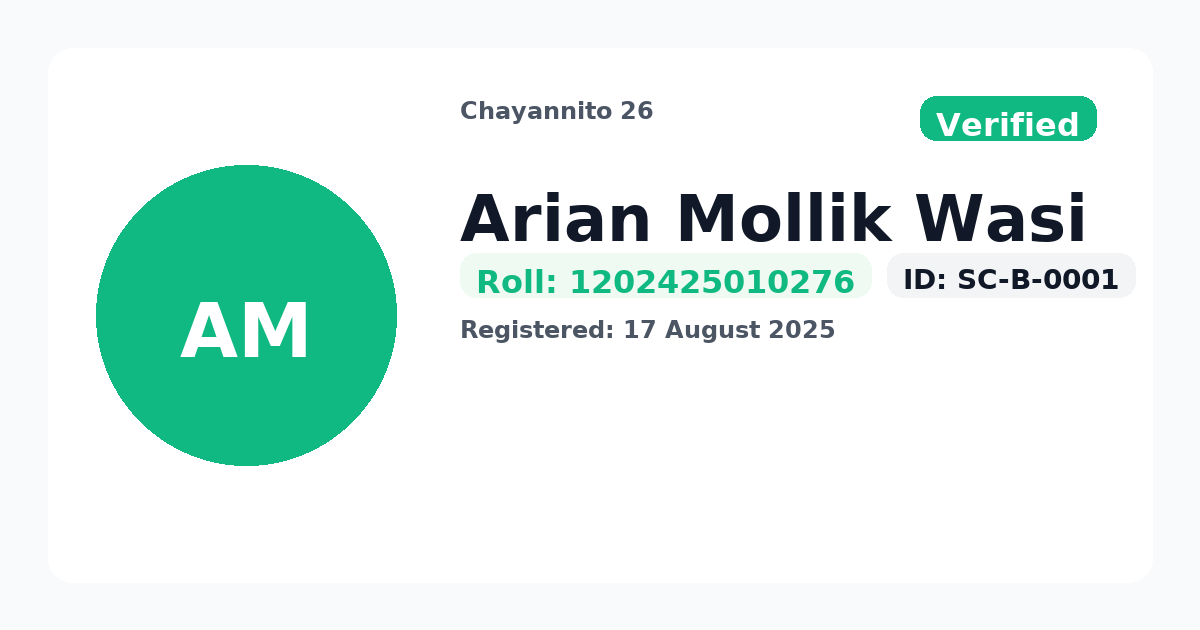 Chayannito 26
Verified
Arian Mollik Wasi
Roll: 1202425010276
ID: SC-B-0001
Registered: 17 August 2025
AM